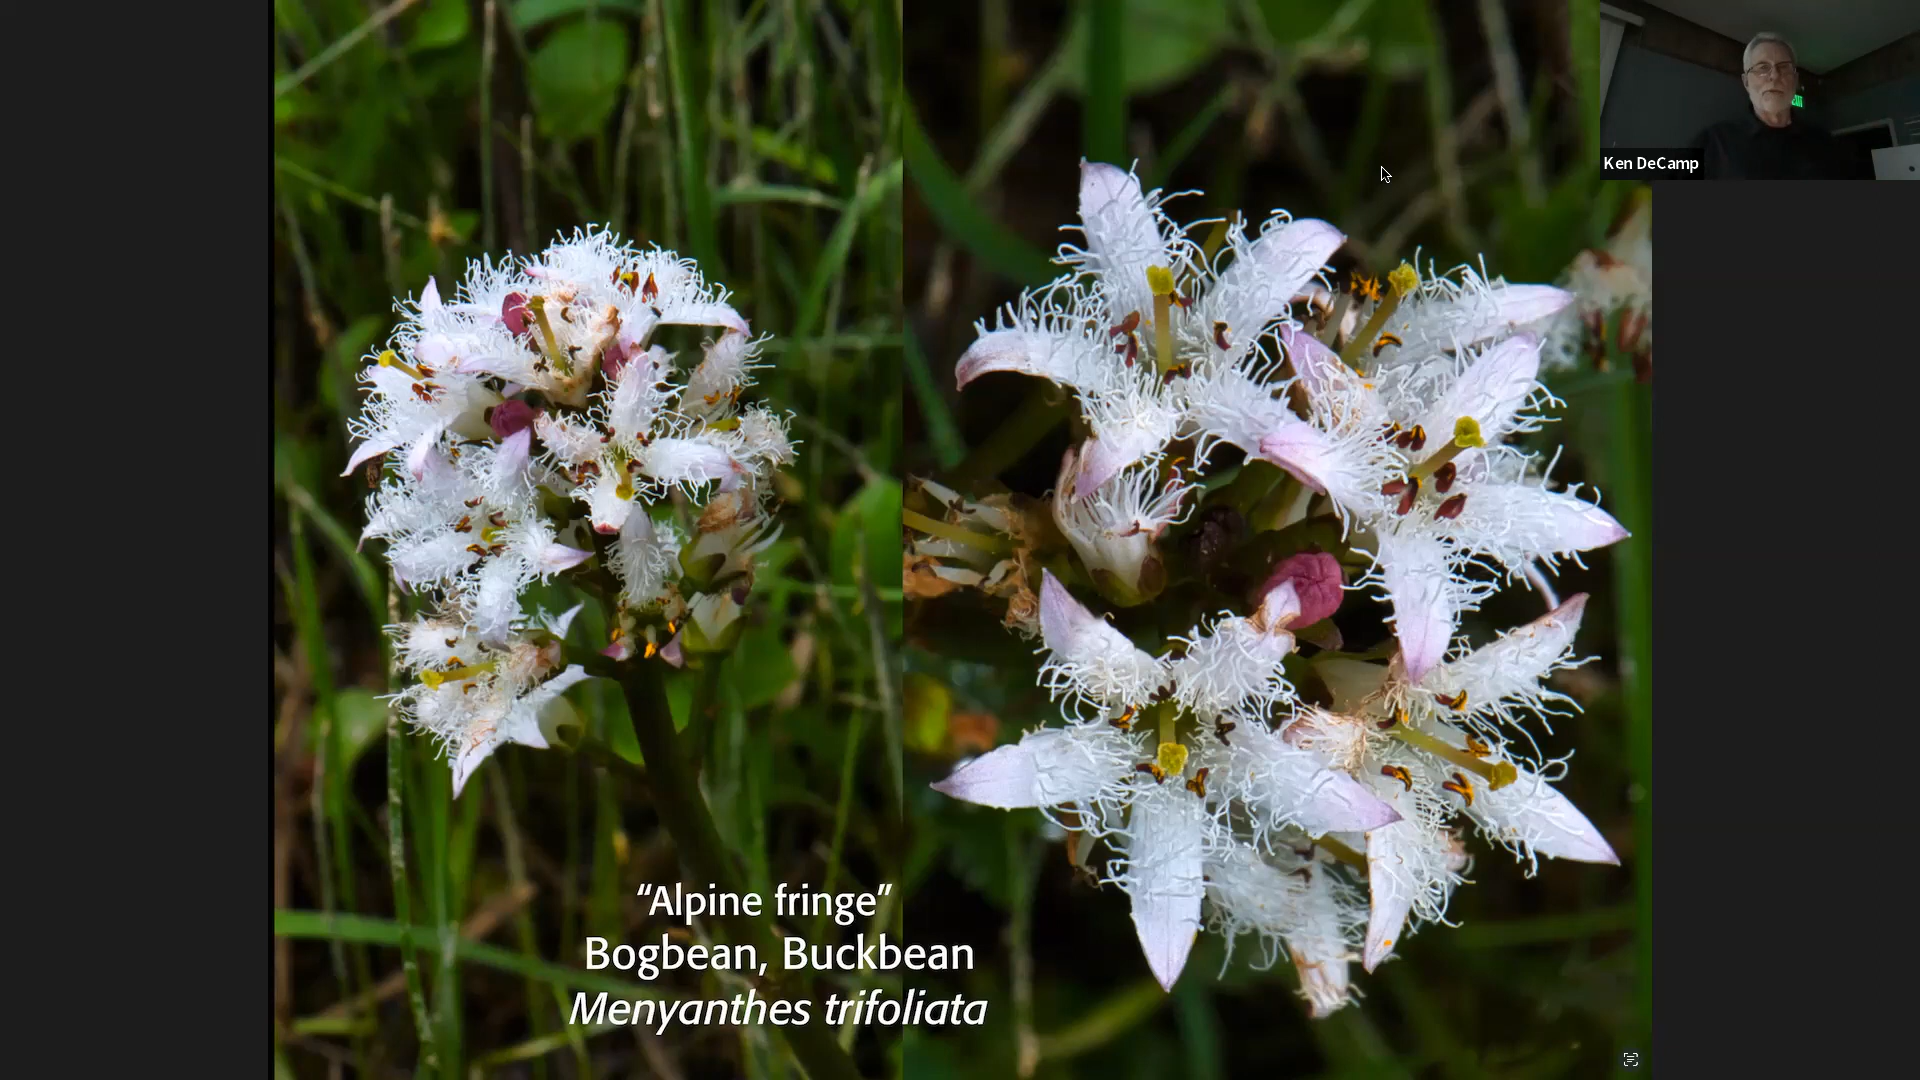 Ken DeCamp
“Alpine fringe”
Bogbean, Buckbean
Menyanthes trifoliata